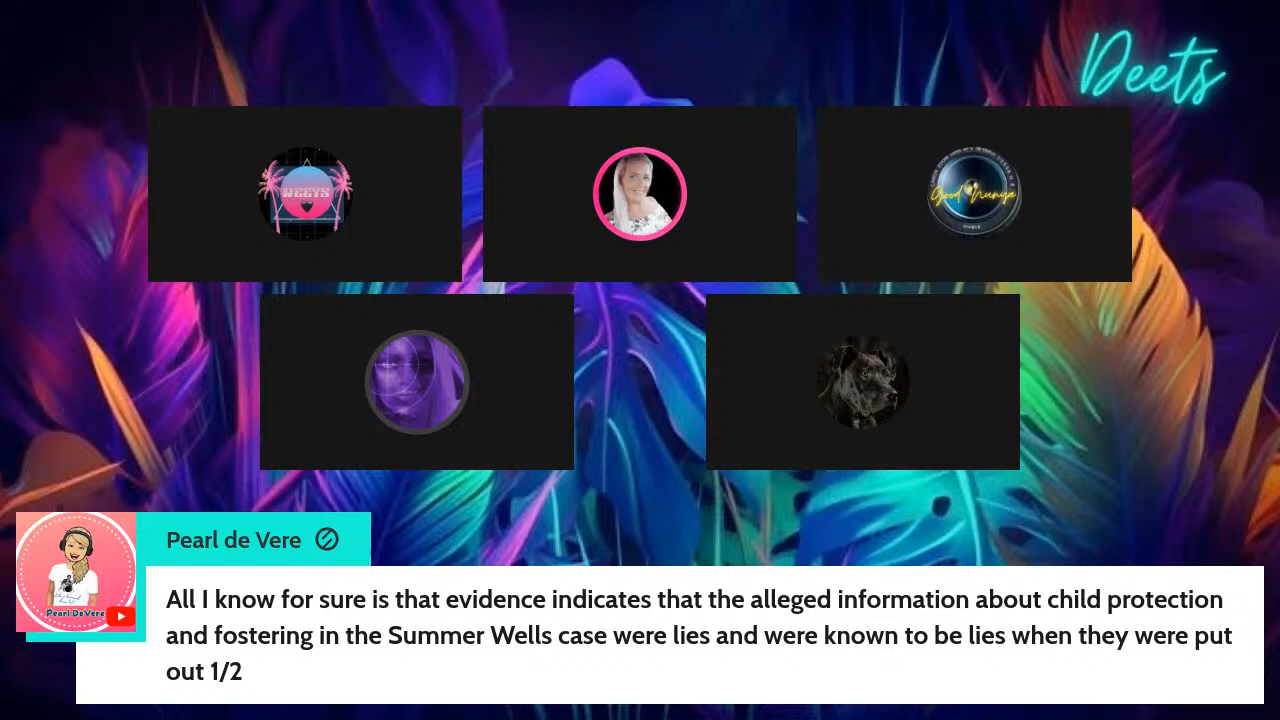 Deets
Good Nunya
Pearl de Vere
Pearl DeVere
All I know for sure is that evidence indicates that the alleged information about child protection
and fostering in the Summer Wells case were lies and were known to be lies when they were put
out 1/2